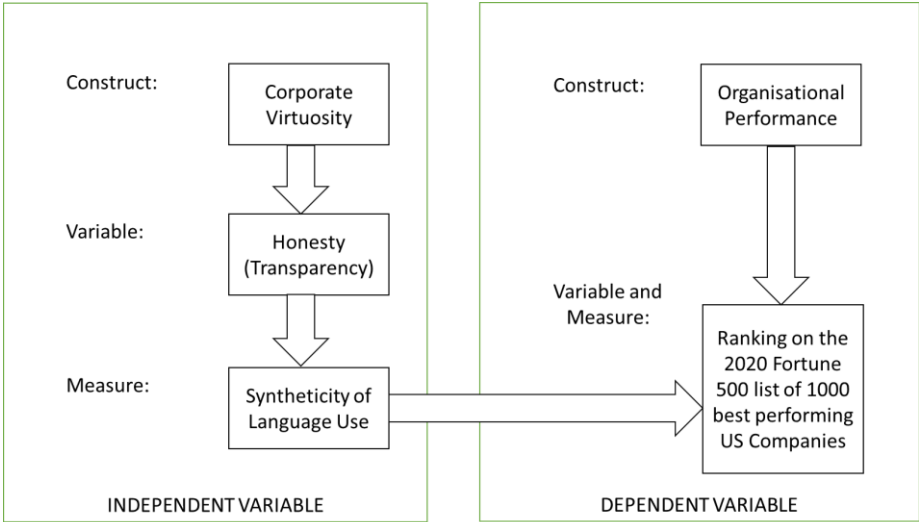 Construct:
Corporate
Virtuosity
Variable:
Honesty
(Transparency)
Measure:
Syntheticity of
Language Use
INDEPENDENT VARIABLE
Construct:
Organisational
Performance
Variable and
Measure:
Ranking on the
2020 Fortune
500 list of 1000
best performing
US Companies
DEPENDENT VARIABLE